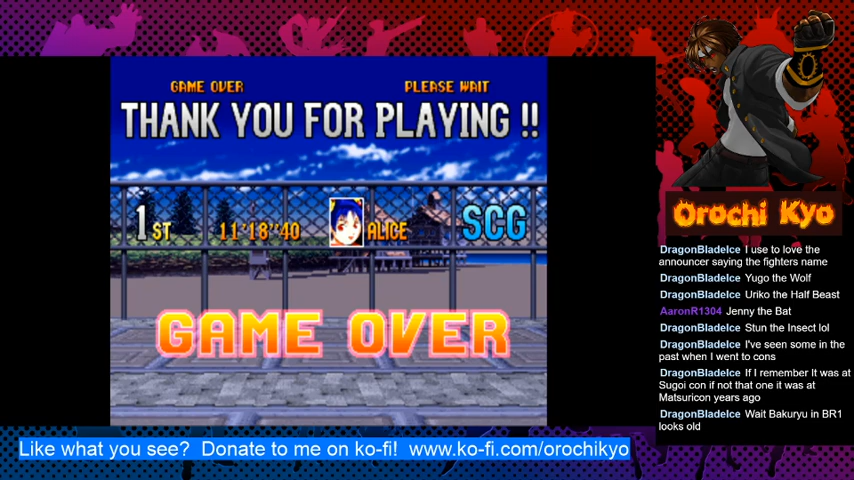 GAME OVER PLEASE WAIT
THANK YOU FOR PLAYING !!
1ST 11'18"40 ALICE SCG
GAME OVER
Orochi Kyo
DragonBladeIce I use to love the
announcer saying the fighters name
DragonBladeIce Yugo the Wolf
DragonBladeIce Uriko the Half Beast
AaronR1304 Jenny the Bat
DragonBladeIce Stun the Insect lol
DragonBladeIce I've seen some in the
past when I went to cons
DragonBladeIce If I remember It was at
Sugoi con if not that one it was at
Matsuricon years ago
DragonBladeIce Wait Bakuryu in BR1
looks old
Like what you see? Donate to me on ko-fi! www.ko-fi.com/orochikyo